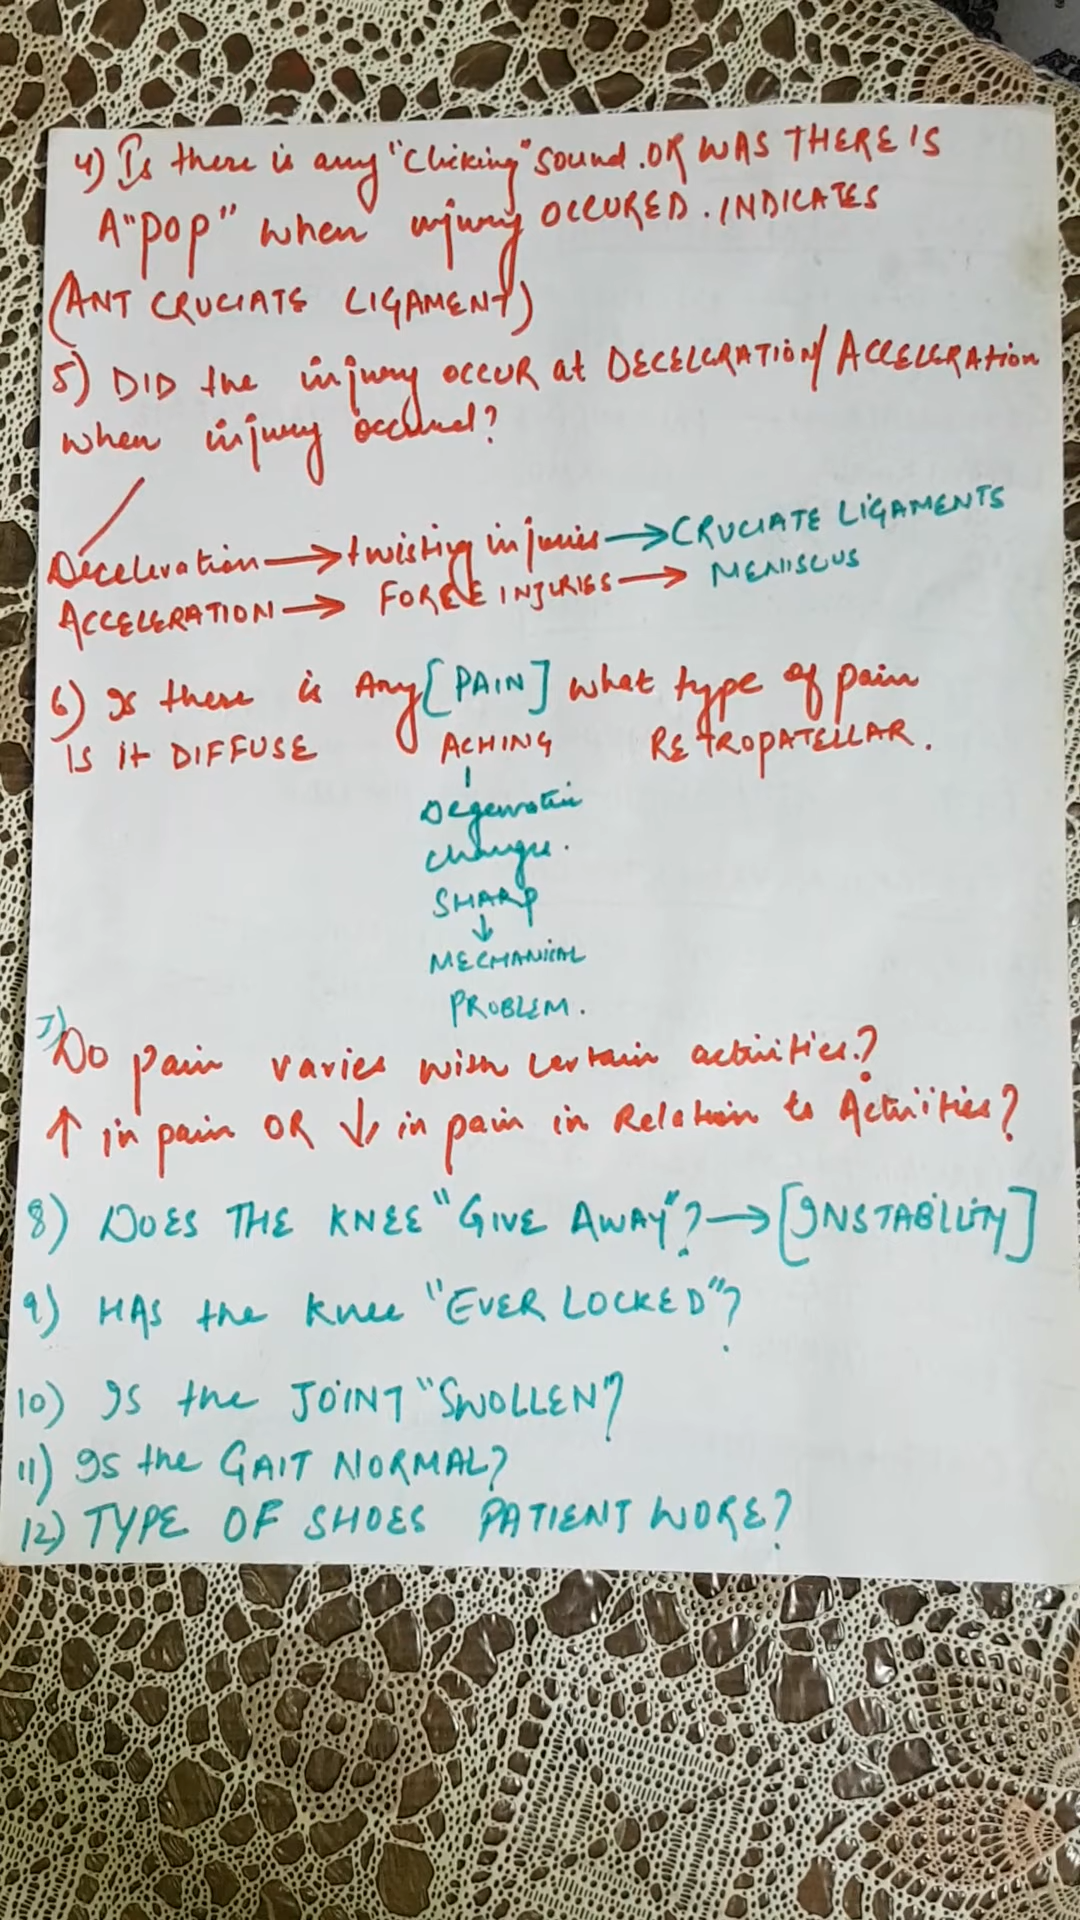 4) Is there is any "clicking" sound. OR WAS THERE IS
A "POP" when injury OCCURED. INDICATES
(ANT CRUCIATE LIGAMENT)
5) DID the injury OCCUR at DECELERATION/ACCELERATION
when injury occured?
Deceleration → twisting injuries → CRUCIATE LIGAMENTS
ACCELERATION → FORCE INJURIES → MENISCUS
6) Is there is Any [PAIN] what type of pain
IS it DIFFUSE ACHING RETROPATELLAR.
Degenerative
changes.
SHARP
↓
MECHANICAL
PROBLEM.
7) Do pain varies with certain activities?
↑ in pain OR ↓ in pain in Relation to Activities?
8) DOES THE KNEE "GIVE AWAY"? → [INSTABILITY]
9) HAS the knee "EVER LOCKED"?
10) Is the JOINT "SWOLLEN"?
11) Is the GAIT NORMAL?
12) TYPE OF SHOES PATIENT WORE?